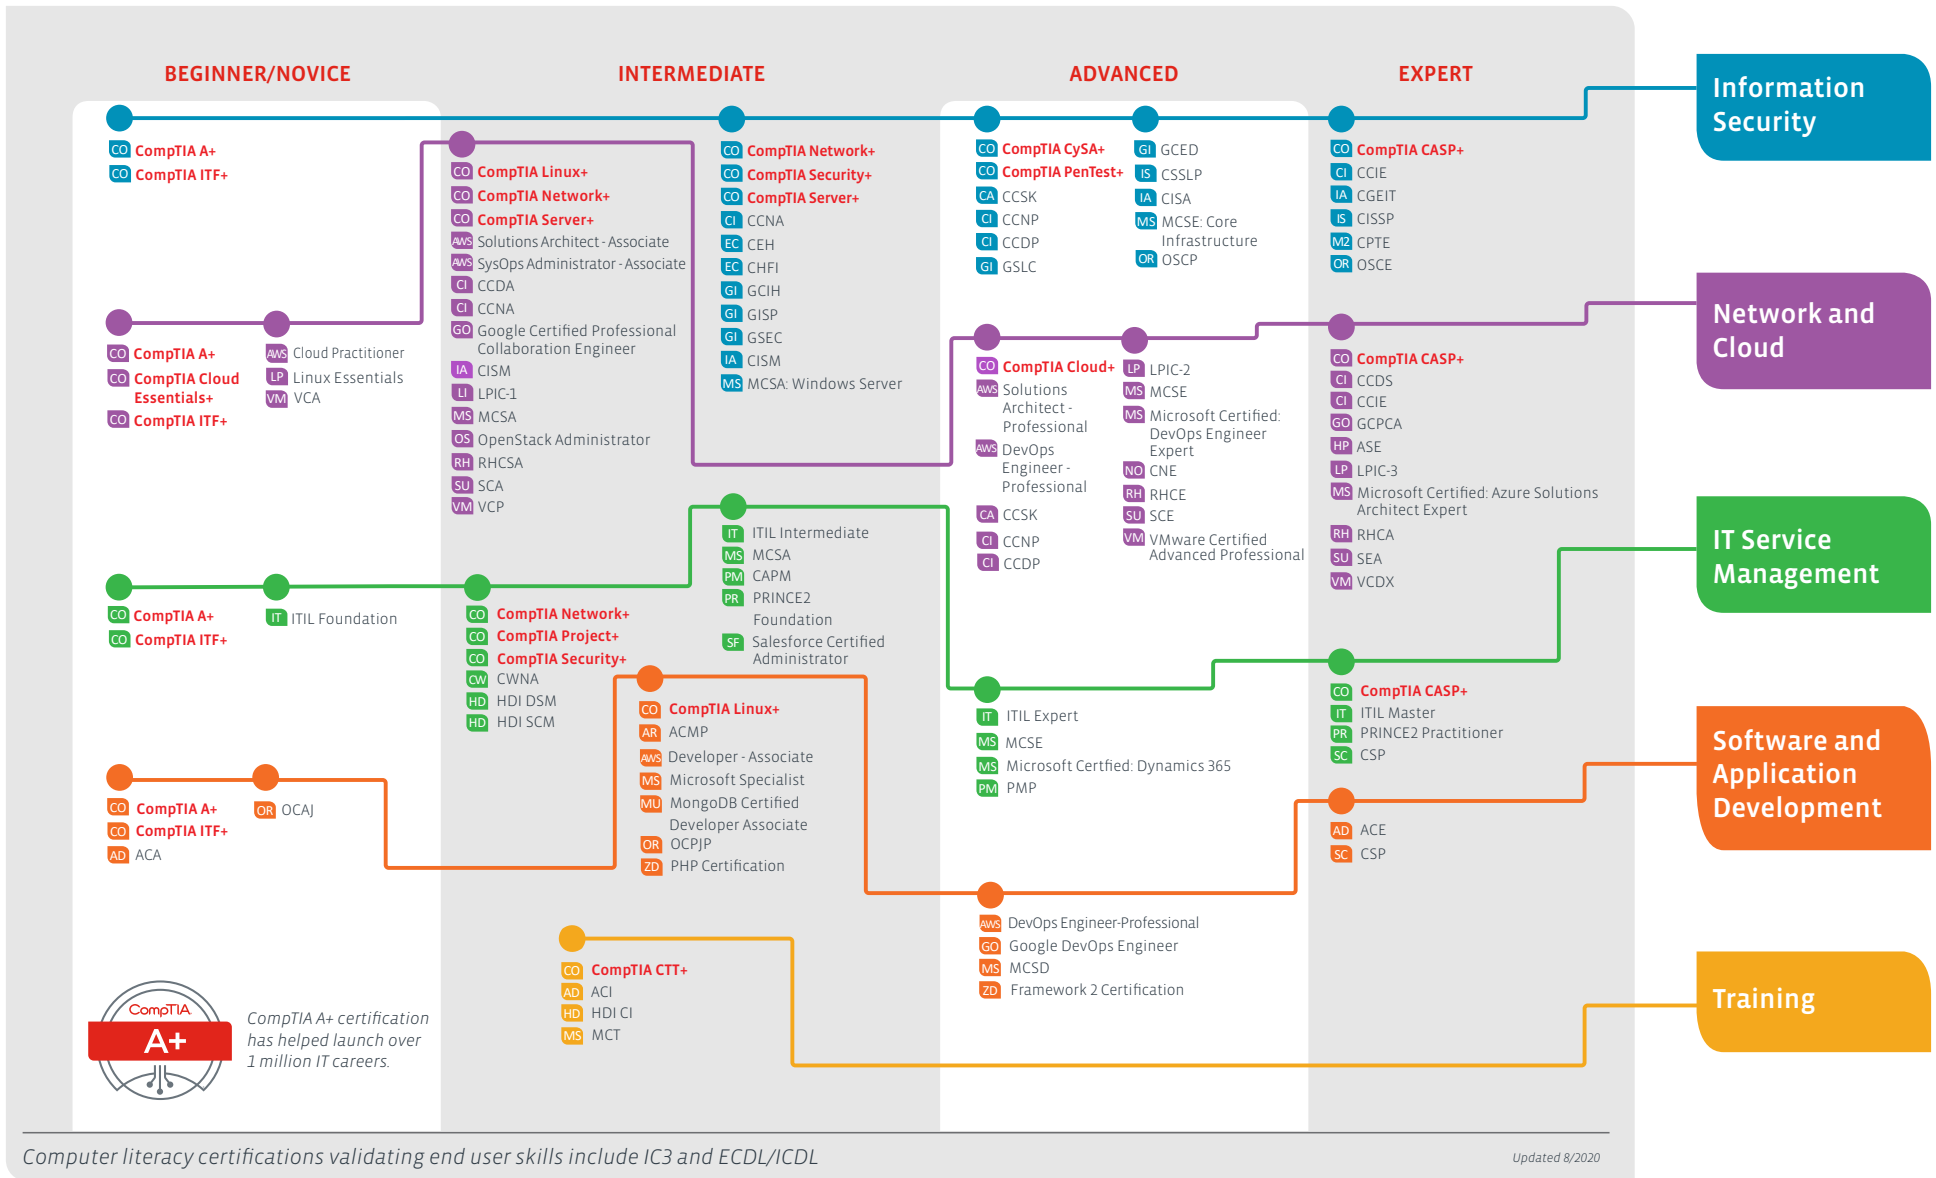 BEGINNER/NOVICE
INTERMEDIATE
ADVANCED
EXPERT
Information
Security
CO CompTIA A+
CO CompTIA ITF+
CO CompTIA Network+
CO CompTIA Security+
CO CompTIA Server+
CI CCNA
EC CEH
EC CHFI
GI GCIH
GI GISP
GI GSEC
IA CISM
MS MCSA: Windows Server
CO CompTIA CySA+
CO CompTIA PenTest+
CA CCSK
CI CCNP
CI CCDP
GI GSLC
GI GCED
IS CSSLP
IA CISA
MS MCSE: Core
Infrastructure
OR OSCP
CO CompTIA CASP+
CI CCIE
IA CGEIT
IS CISSP
M2 CPTE
OR OSCE
Network and
Cloud
CO CompTIA A+
CO CompTIA Cloud
Essentials+
CO CompTIA ITF+
AWS Cloud Practitioner
LP Linux Essentials
VM VCA
CO CompTIA Linux+
CO CompTIA Network+
CO CompTIA Server+
AWS Solutions Architect - Associate
AWS SysOps Administrator - Associate
CI CCDA
CI CCNA
GO Google Certified Professional
Collaboration Engineer
IA CISM
LI LPIC-1
MS MCSA
OS OpenStack Administrator
RH RHCSA
SU SCA
VM VCP
CO CompTIA Cloud+
AWS Solutions
Architect -
Professional
AWS DevOps
Engineer -
Professional
CA CCSK
CI CCNP
CI CCDP
LP LPIC-2
MS MCSE
MS Microsoft Certified:
DevOps Engineer
Expert
NO CNE
RH RHCE
SU SCE
VM VMware Certified
Advanced Professional
CO CompTIA CASP+
CI CCDS
CI CCIE
GO GCPCA
HP ASE
LP LPIC-3
MS Microsoft Certified: Azure Solutions
Architect Expert
RH RHCA
SU SEA
VM VCDX
IT Service
Management
CO CompTIA A+
CO CompTIA ITF+
IT ITIL Foundation
CO CompTIA Network+
CO CompTIA Project+
CO CompTIA Security+
CW CWNA
HD HDI DSM
HD HDI SCM
IT ITIL Intermediate
MS MCSA
PM CAPM
PR PRINCE2
Foundation
SF Salesforce Certified
Administrator
IT ITIL Expert
MS MCSE
MS Microsoft Certfied: Dynamics 365
PM PMP
CO CompTIA CASP+
IT ITIL Master
PR PRINCE2 Practitioner
SC CSP
Software and
Application
Development
CO CompTIA A+
CO CompTIA ITF+
AD ACA
OR OCAJ
CO CompTIA Linux+
AR ACMP
AWS Developer - Associate
MS Microsoft Specialist
MU MongoDB Certified
Developer Associate
OR OCPJP
ZD PHP Certification
AWS DevOps Engineer-Professional
GO Google DevOps Engineer
MS MCSD
ZD Framework 2 Certification
AD ACE
SC CSP
Training
CO CompTIA CTT+
AD ACI
HD HDI CI
MS MCT
CompTIA
A+
CompTIA A+ certification
has helped launch over
1 million IT careers.
Computer literacy certifications validating end user skills include IC3 and ECDL/ICDL
Updated 8/2020